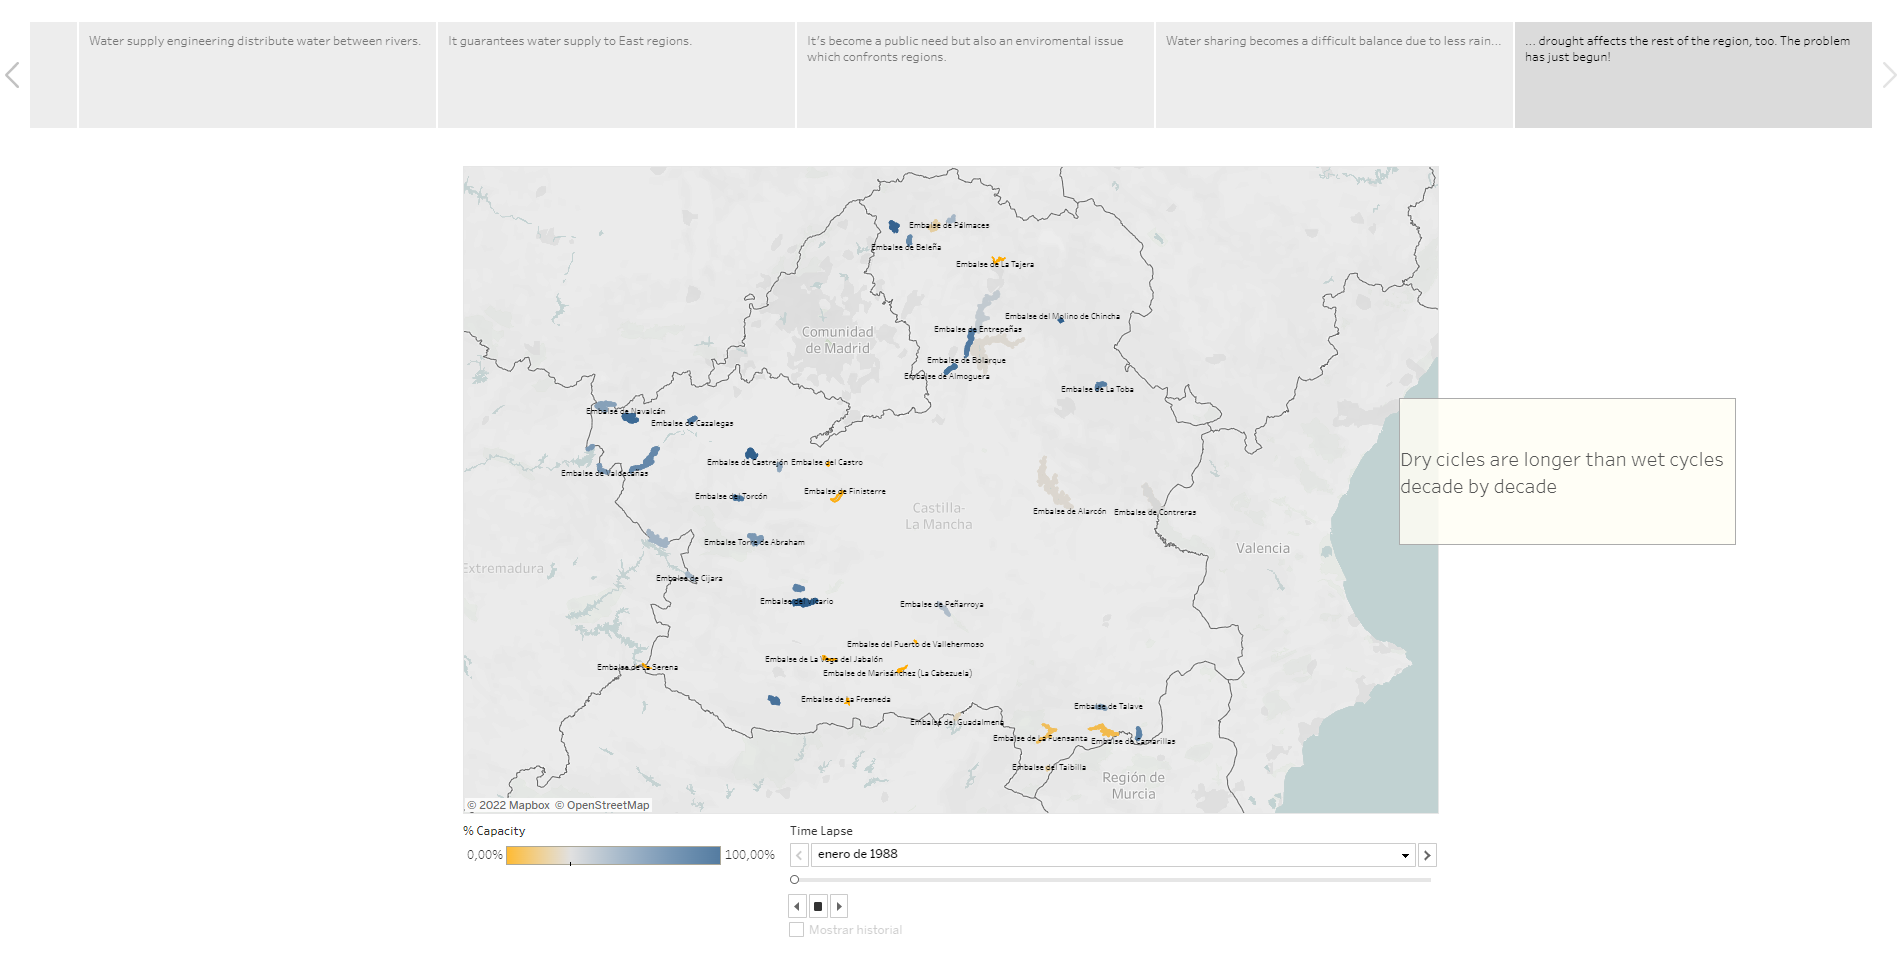 Water supply engineering distribute water between rivers.
It guarantees water supply to East regions.
It's become a public need but also an enviromental issue
which confronts regions.
Water sharing becomes a difficult balance due to less rain...
... drought affects the rest of the region, too. The problem
has just begun!
Embalse de Pálmaces
Embalse de Beleña
Embalse de La Tajera
Embalse del Molino de Chincha
Embalse de Entrepeñas
Comunidad
de Madrid
Embalse de Bolarque
Embalse de Almoguera
Embalse de La Toba
Embalse de Navalcán
Embalse de Cazalegas
Embalse de Castrejón
Embalse del Castro
Embalse de Valdecañas
Embalse de Finisterre
Embalse del Torcón
Castilla-
La Mancha
Embalse de Alarcón
Embalse de Contreras
Dry cicles are longer than wet cycles
decade by decade
Embalse Torre de Abraham
Valencia
Extremadura
Embalse de Cijara
Embalse del Vicario
Embalse de Peñarroya
Embalse del Puerto de Vallehermoso
Embalse de La Vega del Jabalón
Embalse de La Serena
Embalse de Marisánchez (La Cabezuela)
Embalse de La Fresneda
Embalse de Talave
Embalse del Guadalmena
Embalse de La Fuensanta
Embalse de Camarillas
Embalse del Taibilla
Región de
Murcia
© 2022 Mapbox © OpenStreetMap
% Capacity
0,00%
100,00%
Time Lapse
enero de 1988
Mostrar historial